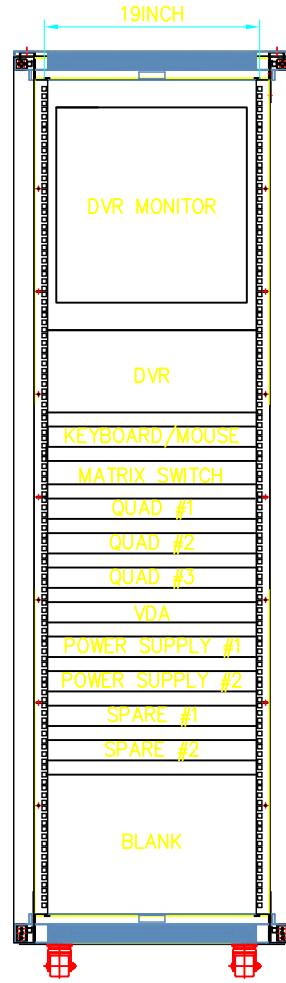 19INCH
DVR MONITOR
DVR
KEYBOARD/MOUSE
MATRIX SWITCH
QUAD #1
QUAD #2
QUAD #3
VDA
POWER SUPPLY #1
POWER SUPPLY #2
SPARE #1
SPARE #2
BLANK